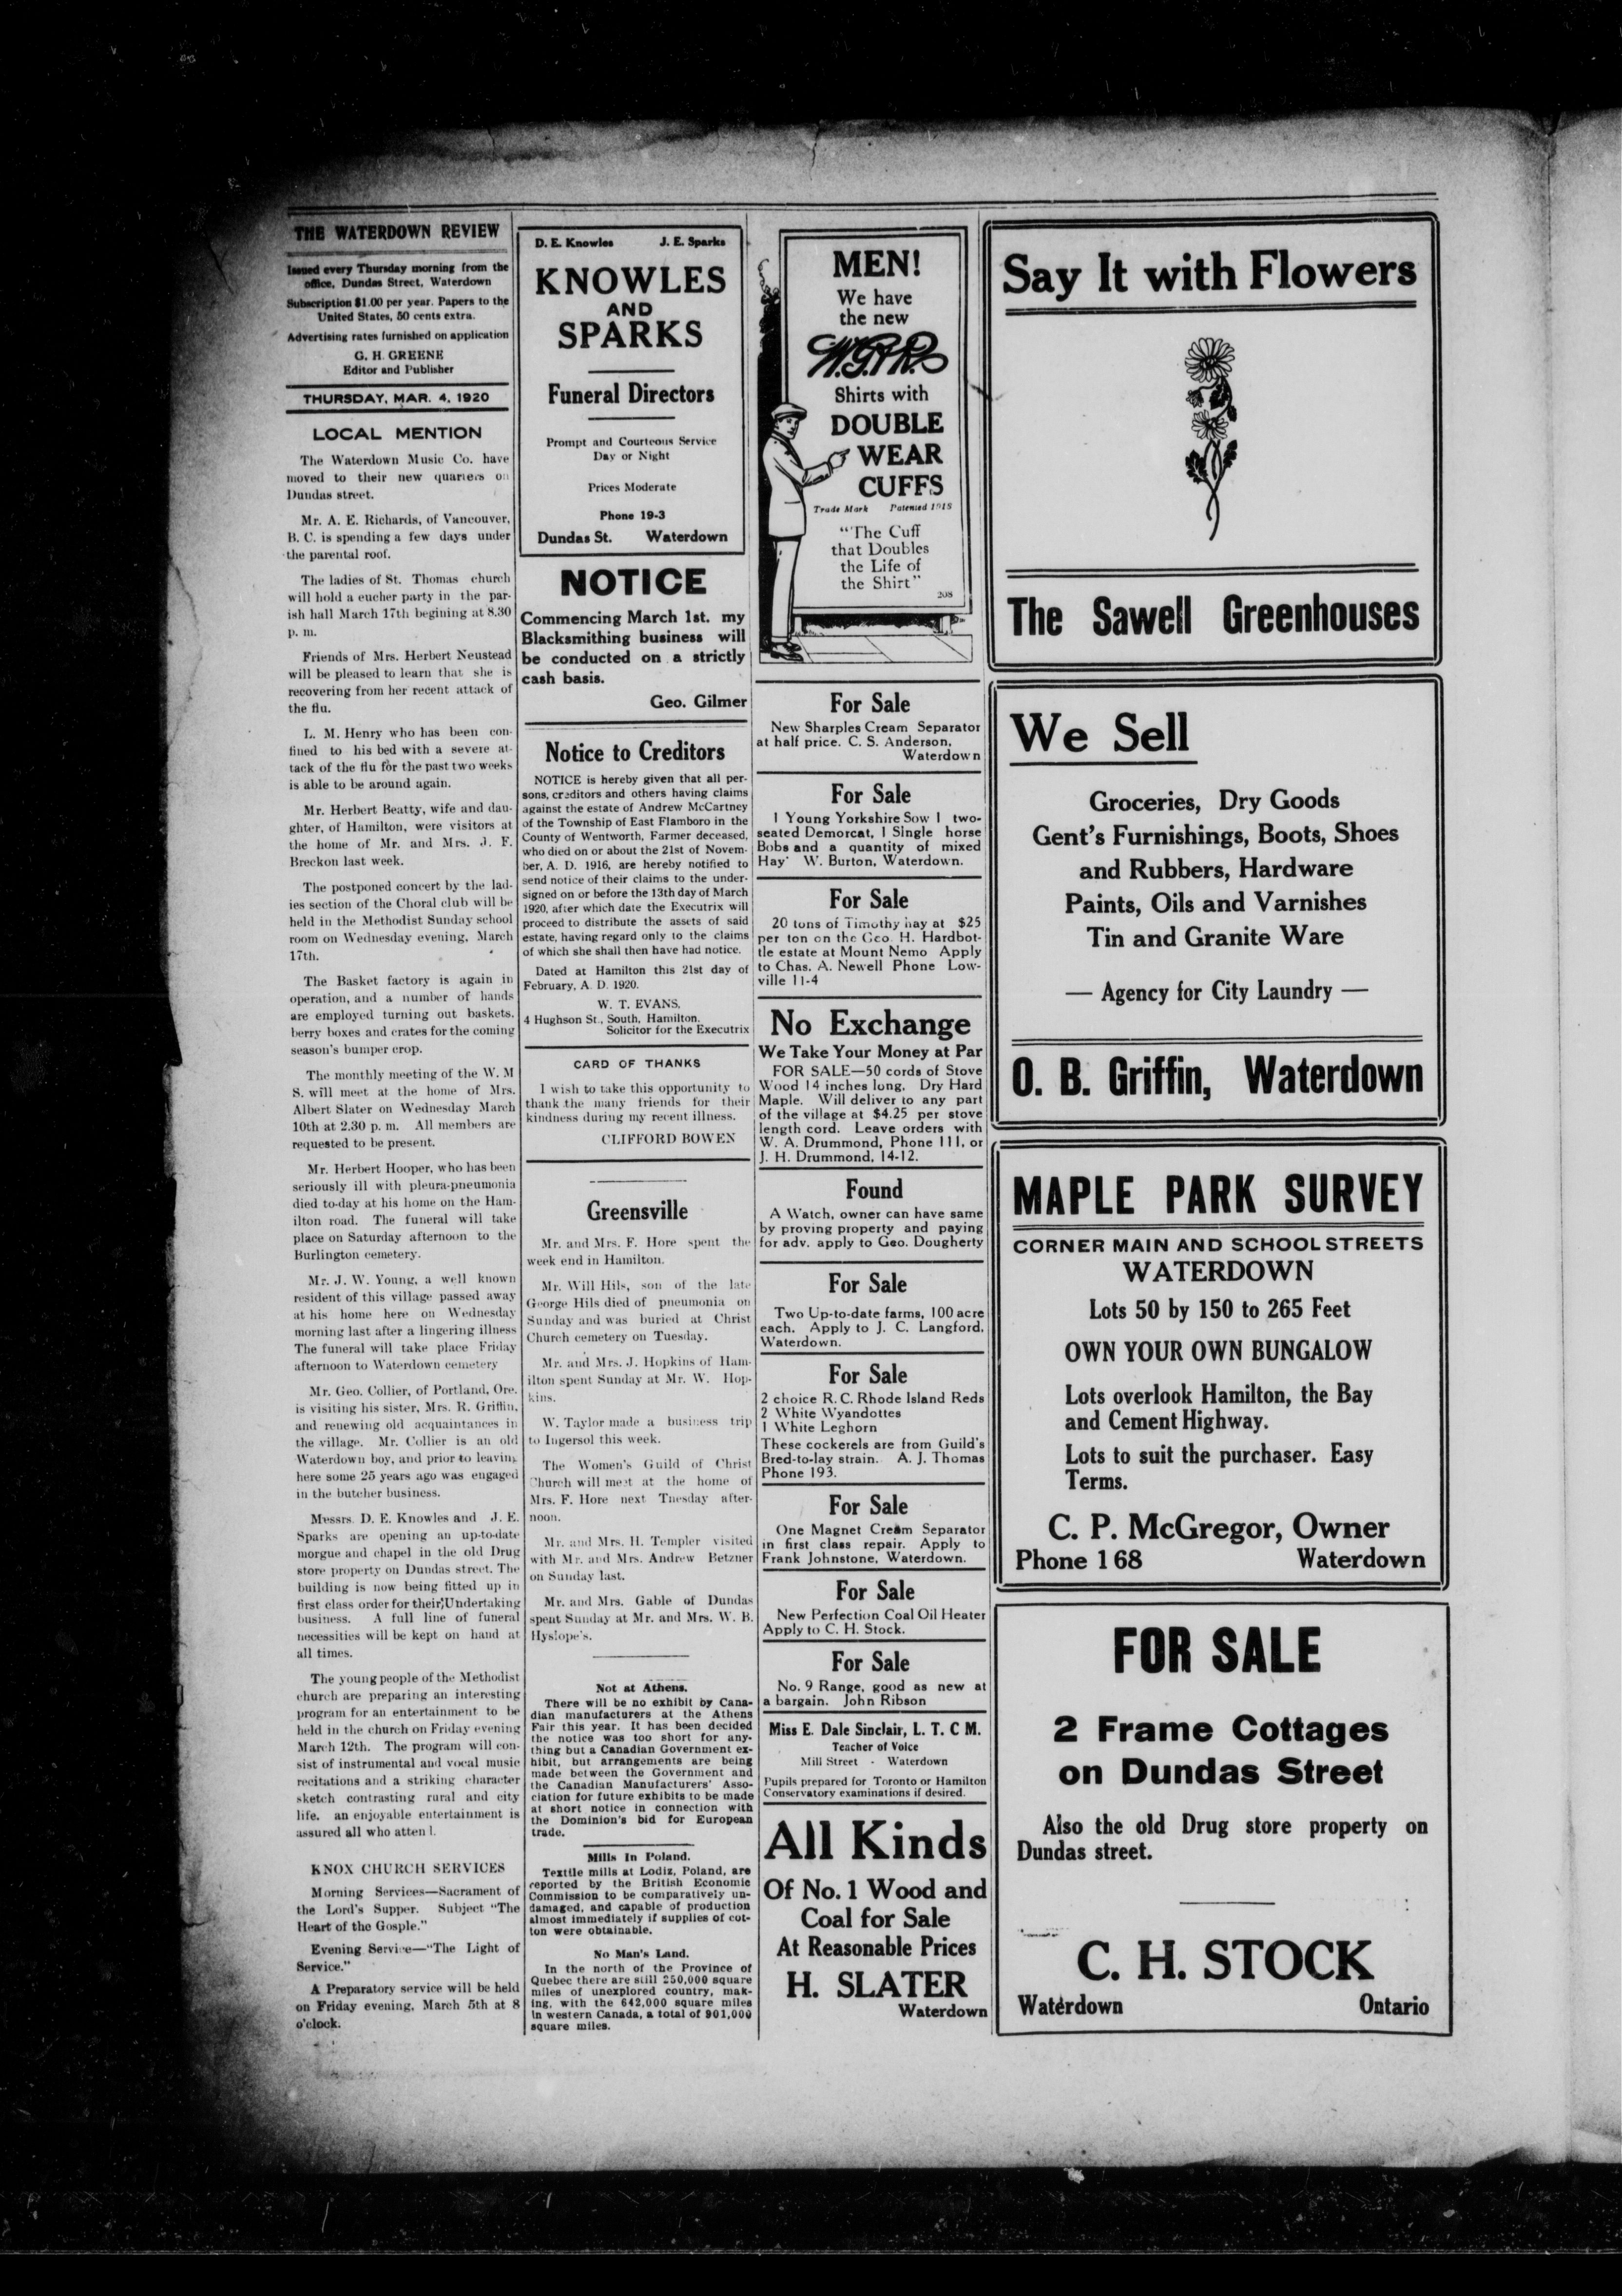 THE WATERDOWN REVIEW
Issued every Thursday morning from the
office, Dundas Street, Waterdown
Subscription $1.00 per year. Papers to the
United States, 50 cents extra.
Advertising rates furnished on application
G. H. GREENE
Editor and Publisher
THURSDAY, MAR. 4, 1920
LOCAL MENTION
The Waterdown Music Co. have
moved to their new quarters on
Dundas street.
Mr. A. E. Richards, of Vancouver,
B. C. is spending a few days under
the parental roof.
The ladies of St. Thomas church
will hold a eucher party in the par-
ish hall March 17th begining at 8.30
p. m.
Friends of Mrs. Herbert Neustead
will be pleased to learn that she is
recovering from her recent attack of
the flu.
L. M. Henry who has been con-
fined to his bed with a severe at-
tack of the flu for the past two weeks
is able to be around again.
Mr. Herbert Beatty, wife and dau-
ghter, of Hamilton, were visitors at
the home of Mr. and Mrs. J. F.
Breckon last week.
The postponed concert by the lad-
ies section of the Choral club will be
held in the Methodist Sunday school
room on Wednesday evening, March
17th.
The Basket factory is again in
operation, and a number of hands
are employed turning out baskets,
berry boxes and crates for the coming
season's bumper crop.
The monthly meeting of the W. M
S. will meet at the home of Mrs.
Albert Slater on Wednesday March
10th at 2.30 p. m. All members are
requested to be present.
Mr. Herbert Hooper, who has been
seriously ill with pleura-pneumonia
died to-day at his home on the Ham-
ilton road. The funeral will take
place on Saturday afternoon to the
Burlington cemetery.
Mr. J. W. Young, a well known
resident of this village passed away
at his home here on Wednesday
morning last after a lingering illness
The funeral will take place Friday
afternoon to Waterdown cemetery
Mr. Geo. Collier, of Portland, Ore.
is visiting his sister, Mrs. R. Griffin,
and renewing old acquaintances in
the village. Mr. Collier is an old
Waterdown boy, and prior to leaving
here some 25 years ago was engaged
in the butcher business.
Messrs. D. E. Knowles and J. E.
Sparks are opening an up-to-date
morgue and chapel in the old Drug
store property on Dundas street. The
building is now being fitted up in
first class order for their Undertaking
business. A full line of funeral
necessities will be kept on hand at
all times.
The young people of the Methodist
church are preparing an interesting
program for an entertainment to be
held in the church on Friday evening
March 12th. The program will con-
sist of instrumental and vocal music
recitations and a striking character
sketch contrasting rural and city
life. an enjoyable entertainment is
assured all who attend.
KNOX CHURCH SERVICES
Morning Services—Sacrament of
the Lord's Supper. Subject "The
Heart of the Gosple."
Evening Service—"The Light of
Service."
A Preparatory service will be held
on Friday evening, March 5th at 8
o'clock.
D. E. Knowles J. E. Sparks
KNOWLES
AND
SPARKS
Funeral Directors
Prompt and Courteous Service
Day or Night
Prices Moderate
Phone 19-3
Dundas St. Waterdown
NOTICE
Commencing March 1st. my
Blacksmithing business will
be conducted on a strictly
cash basis.
Geo. Gilmer
Notice to Creditors
NOTICE is hereby given that all per-
sons, creditors and others having claims
against the estate of Andrew McCartney
of the Township of East Flamboro in the
County of Wentworth, Farmer deceased,
who died on or about the 21st of Novem-
ber, A. D. 1916, are hereby notified to
send notice of their claims to the under-
signed on or before the 13th day of March
1920, after which date the Executrix will
proceed to distribute the assets of said
estate, having regard only to the claims
of which she shall then have had notice.
Dated at Hamilton this 21st day of
February, A. D. 1920.
W. T. EVANS,
4 Hughson St., South, Hamilton.
Solicitor for the Executrix
CARD OF THANKS
I wish to take this opportunity to
thank the many friends for their
kindness during my recent illness.
CLIFFORD BOWEN
Greensville
Mr. and Mrs. F. Hore spent the
week end in Hamilton.
Mr. Will Hils, son of the late
George Hils died of pneumonia on
Sunday and was buried at Christ
Church cemetery on Tuesday.
Mr. and Mrs. J. Hopkins of Ham-
ilton spent Sunday at Mr. W. Hop-
kins.
W. Taylor made a business trip
to Ingersol this week.
The Women's Guild of Christ
Church will meet at the home of
Mrs. F. Hore next Tuesday after-
noon.
Mr. and Mrs. H. Templer visited
with Mr. and Mrs. Andrew Betzner
on Sunday last.
Mr. and Mrs. Gable of Dundas
spent Sunday at Mr. and Mrs. W. B.
Hyslope's.
Not at Athens.
There will be no exhibit by Cana-
dian manufacturers at the Athens
Fair this year. It has been decided
the notice was too short for any-
thing but a Canadian Government ex-
hibit, but arrangements are being
made between the Government and
the Canadian Manufacturers' Asso-
ciation for future exhibits to be made
at short notice in connection with
the Dominion's bid for European
trade.
Mills In Poland.
Textile mills at Lodiz, Poland, are
reported by the British Economic
Commission to be comparatively un-
damaged, and capable of production
almost immediately if supplies of cot-
ton were obtainable.
No Man's Land.
In the north of the Province of
Quebec there are still 250,000 square
miles of unexplored country, mak-
ing, with the 642,000 square miles
in western Canada, a total of 901,000
square miles.
MEN!
We have
the new
W.G.&R.
Shirts with
DOUBLE
WEAR
CUFFS
Trade Mark Patented 1918
"The Cuff
that Doubles
the Life of
the Shirt"
208
For Sale
New Sharples Cream Separator
at half price. C. S. Anderson,
Waterdown
For Sale
1 Young Yorkshire Sow 1 two-
seated Demorcat, 1 Single horse
Bobs and a quantity of mixed
Hay' W. Burton, Waterdown.
For Sale
20 tons of Timothy hay at $25
per ton on the Geo. H. Hardbot-
tle estate at Mount Nemo Apply
to Chas. A. Newell Phone Low-
ville 11-4
No Exchange
We Take Your Money at Par
FOR SALE—50 cords of Stove
Wood 14 inches long, Dry Hard
Maple. Will deliver to any part
of the village at $4.25 per stove
length cord. Leave orders with
W. A. Drummond, Phone 111, or
J. H. Drummond, 14-12.
Found
A Watch, owner can have same
by proving property and paying
for adv. apply to Geo. Dougherty
For Sale
Two Up-to-date farms, 100 acre
each. Apply to J. C. Langford,
Waterdown.
For Sale
2 choice R. C. Rhode Island Reds
2 White Wyandottes
1 White Leghorn
These cockerels are from Guild's
Bred-to-lay strain. A. J. Thomas
Phone 193.
For Sale
One Magnet Cream Separator
in first class repair. Apply to
Frank Johnstone, Waterdown.
For Sale
New Perfection Coal Oil Heater
Apply to C. H. Stock.
For Sale
No. 9 Range, good as new at
a bargain. John Ribson
Miss E. Dale Sinclair, L. T. C M.
Teacher of Voice
Mill Street - Waterdown
Pupils prepared for Toronto or Hamilton
Conservatory examinations if desired.
All Kinds
Of No. 1 Wood and
Coal for Sale
At Reasonable Prices
H. SLATER
Waterdown
Say It with Flowers
The Sawell Greenhouses
We Sell
Groceries, Dry Goods
Gent's Furnishings, Boots, Shoes
and Rubbers, Hardware
Paints, Oils and Varnishes
Tin and Granite Ware
— Agency for City Laundry —
O. B. Griffin, Waterdown
MAPLE PARK SURVEY
CORNER MAIN AND SCHOOL STREETS
WATERDOWN
Lots 50 by 150 to 265 Feet
OWN YOUR OWN BUNGALOW
Lots overlook Hamilton, the Bay
and Cement Highway.
Lots to suit the purchaser. Easy
Terms.
C. P. McGregor, Owner
Phone 168 Waterdown
FOR SALE
2 Frame Cottages
on Dundas Street
Also the old Drug store property on
Dundas street.
C. H. STOCK
Waterdown Ontario